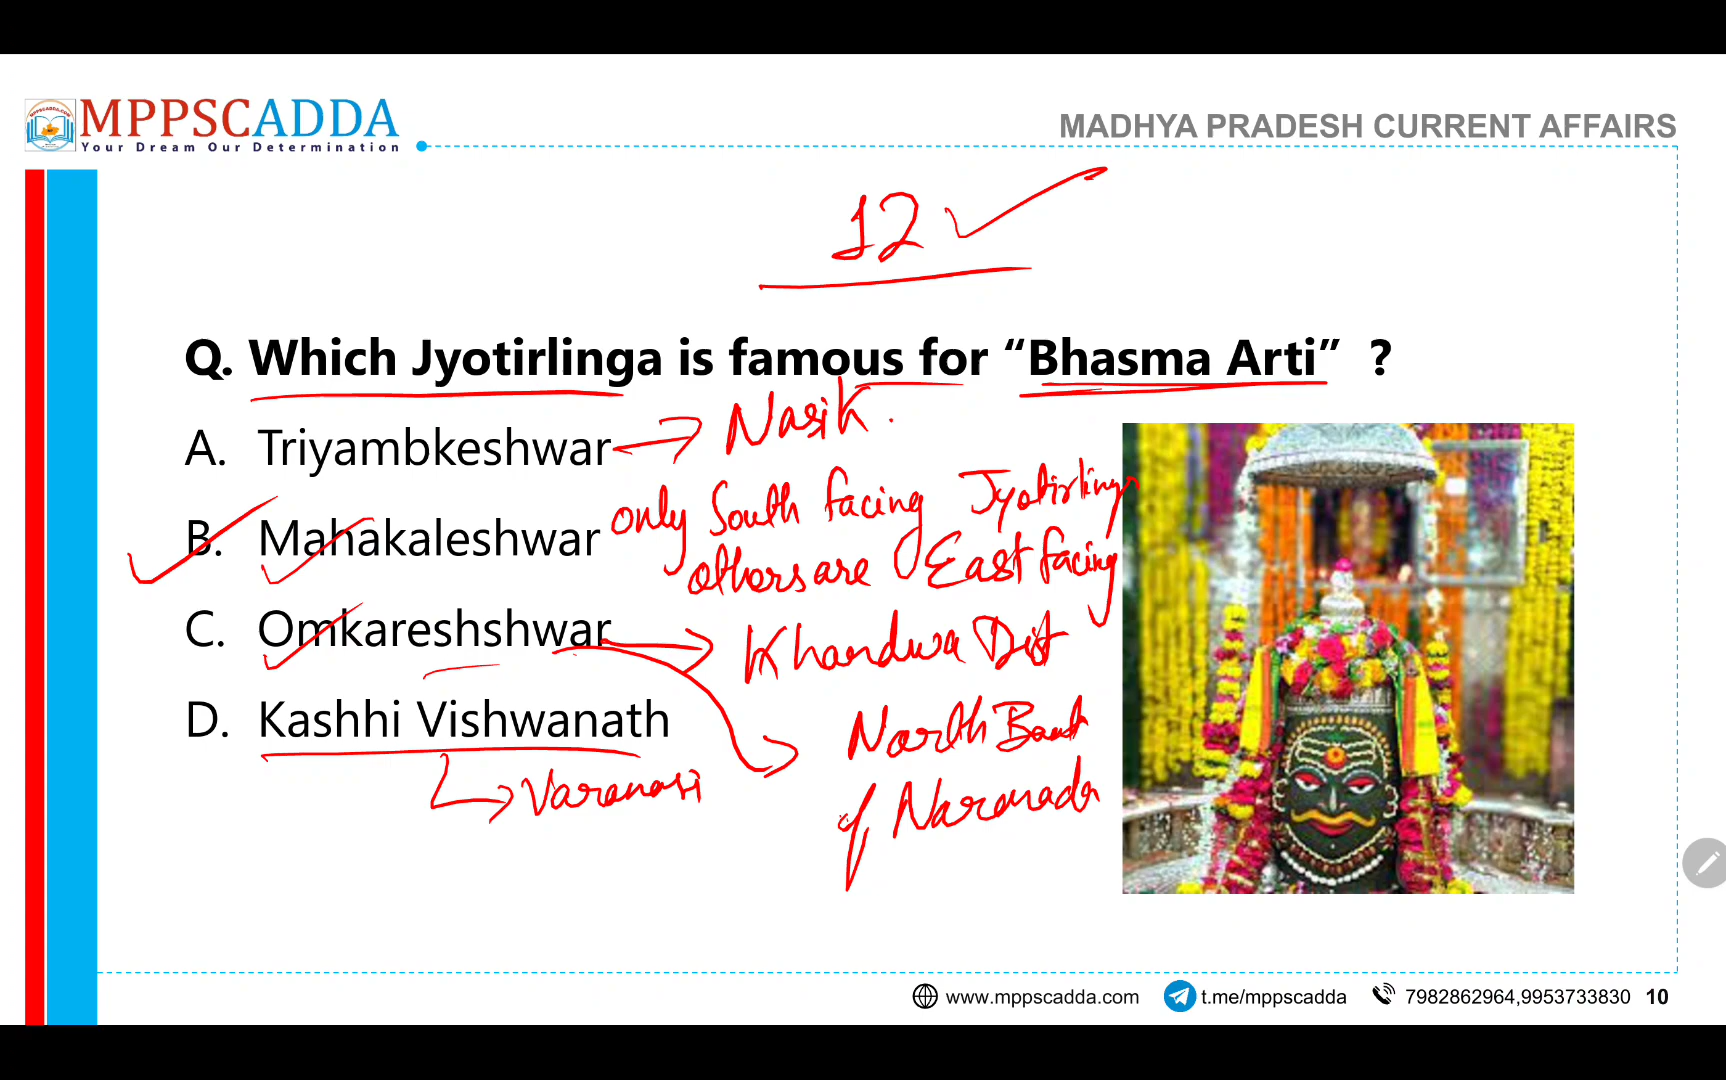 MPPSCADDA
Your Dream Our Determination
MADHYA PRADESH CURRENT AFFAIRS
12
Q. Which Jyotirlinga is famous for “Bhasma Arti” ?
A. Triyambkeshwar
Nasik.
B. Mahakaleshwar
only South facing Jyotirlinga
others are East facing
C. Omkareshshwar
Khandwa Dist
North Bank
of Narmada
D. Kashhi Vishwanath
Varanasi
www.mppscadda.com t.me/mppscadda 7982862964,9953733830 10